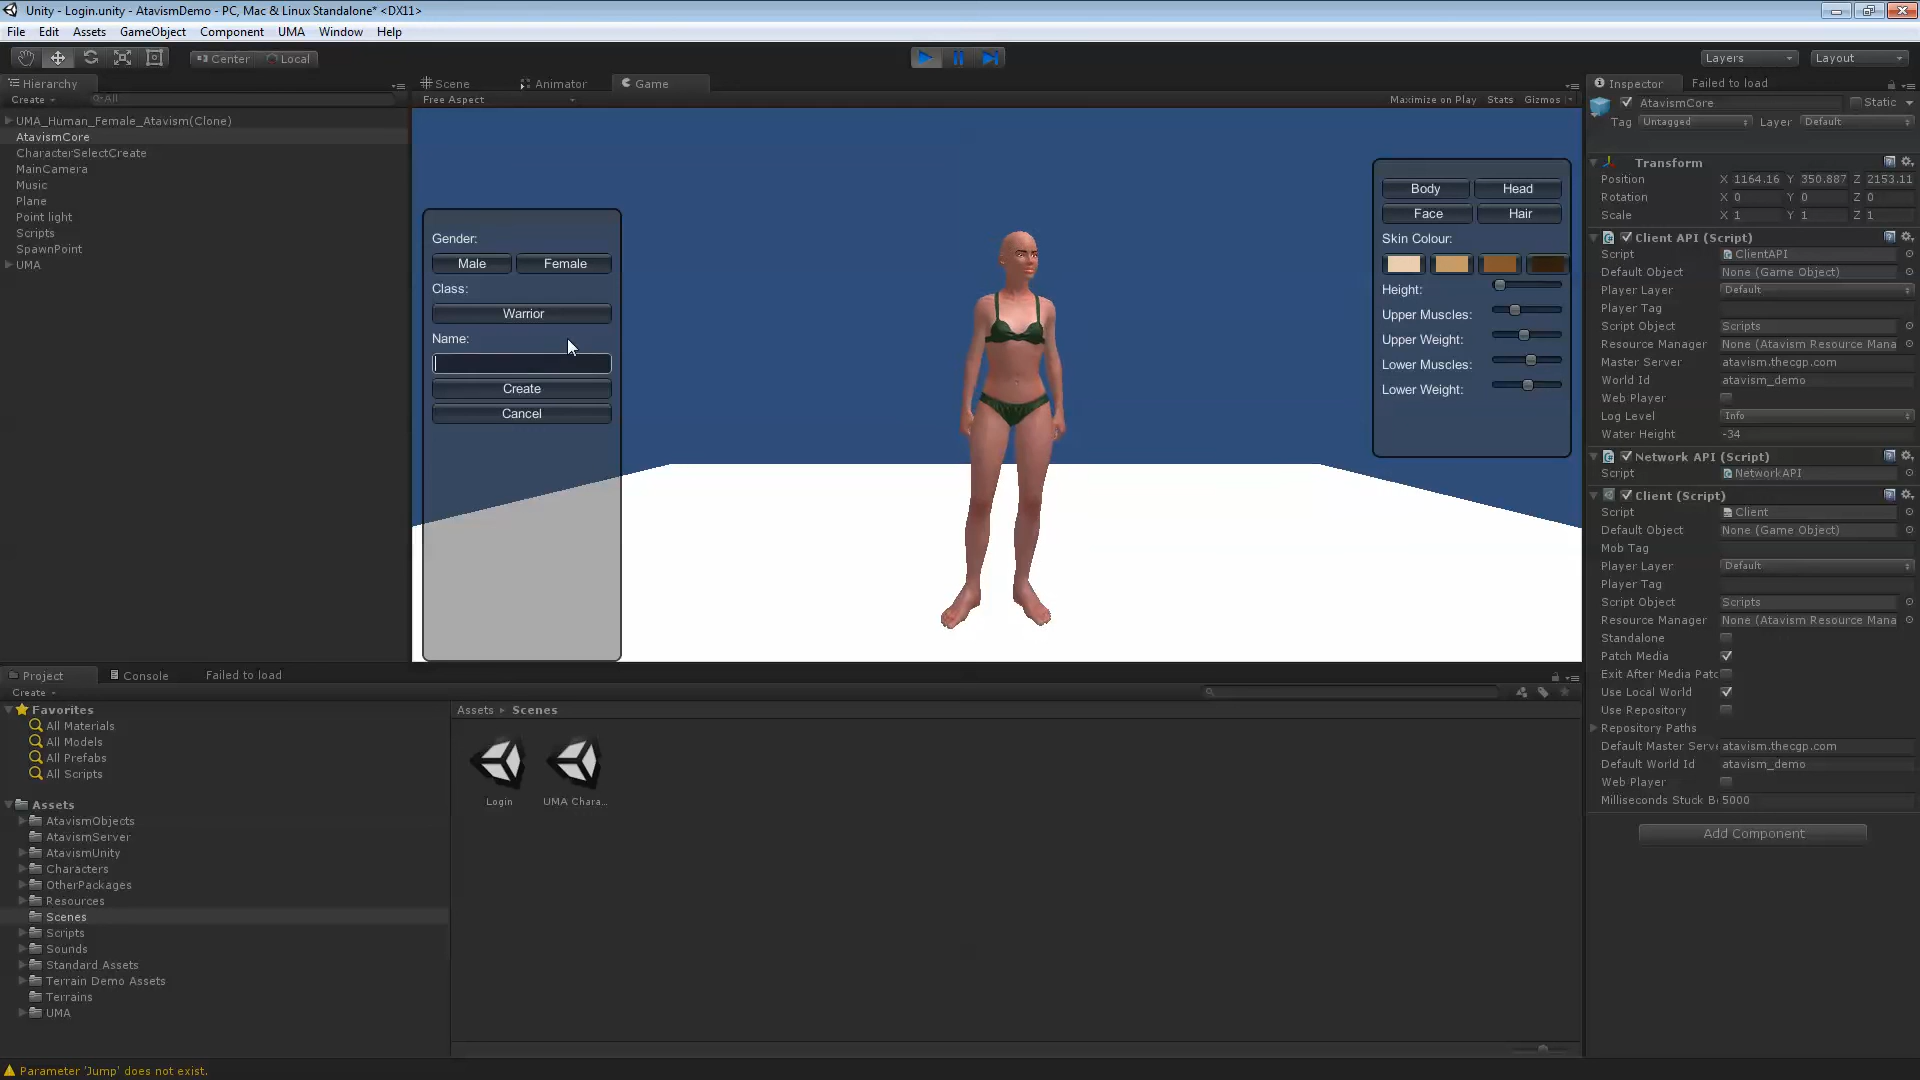 Unity - Login.unity - AtavismDemo - PC, Mac & Linux Standalone* <DX11>
File Edit Assets GameObject Component UMA Window Help
Center Local
Layers Layout
Hierarchy
Create All
UMA_Human_Female_Atavism(Clone)
AtavismCore
CharacterSelectCreate
MainCamera
Music
Plane
Point light
Scripts
SpawnPoint
UMA
Scene Animator Game
Free Aspect Maximize on Play Stats Gizmos
Gender:
Male Female
Class:
Warrior
Name:
Create
Cancel
Body Head
Face Hair
Skin Colour:
Height:
Upper Muscles:
Upper Weight:
Lower Muscles:
Lower Weight:
Inspector Failed to load
AtavismCore Static
Tag Untagged Layer Default
Transform
Position X 1164.16 Y 350.887 Z 2153.11
Rotation X 0 Y 0 Z 0
Scale X 1 Y 1 Z 1
Client API (Script)
Script ClientAPI
Default Object None (Game Object)
Player Layer Default
Player Tag
Script Object Scripts
Resource Manager None (Atavism Resource Mana
Master Server atavism.thecgp.com
World Id atavism_demo
Web Player
Log Level Info
Water Height -34
Network API (Script)
Script NetworkAPI
Client (Script)
Script Client
Default Object None (Game Object)
Mob Tag
Player Layer Default
Player Tag
Script Object Scripts
Resource Manager None (Atavism Resource Mana
Standalone
Patch Media
Exit After Media Patc
Use Local World
Use Repository
Repository Paths
Default Master Serve atavism.thecgp.com
Default World Id atavism_demo
Web Player
Milliseconds Stuck B 5000
Add Component
Project Console Failed to load
Create
Favorites
All Materials
All Models
All Prefabs
All Scripts
Assets
AtavismObjects
AtavismServer
AtavismUnity
Characters
OtherPackages
Resources
Scenes
Scripts
Sounds
Standard Assets
Terrain Demo Assets
Terrains
UMA
Assets Scenes
Login UMA Chara...
Parameter 'Jump' does not exist.